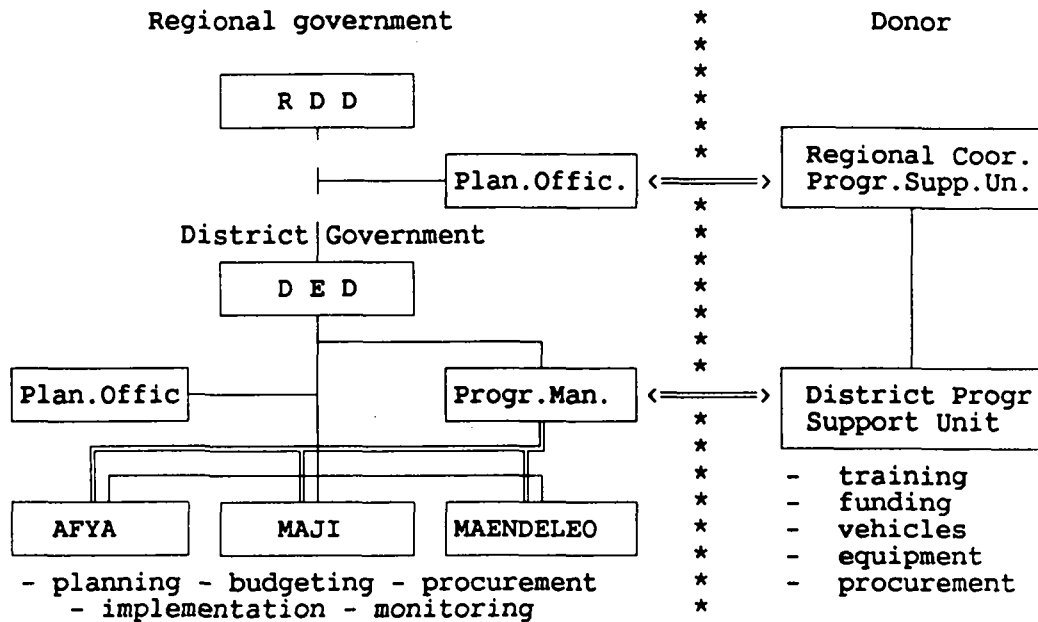 Regional government
Donor
R D D
Plan.Offic.
<═══>
Regional Coor.
Progr.Supp.Un.
District Government
D E D
Plan.Offic
Progr.Man.
<═══>
District Progr
Support Unit
AFYA
MAJI
MAENDELEO
- planning - budgeting - procurement
- implementation - monitoring
- training
- funding
- vehicles
- equipment
- procurement